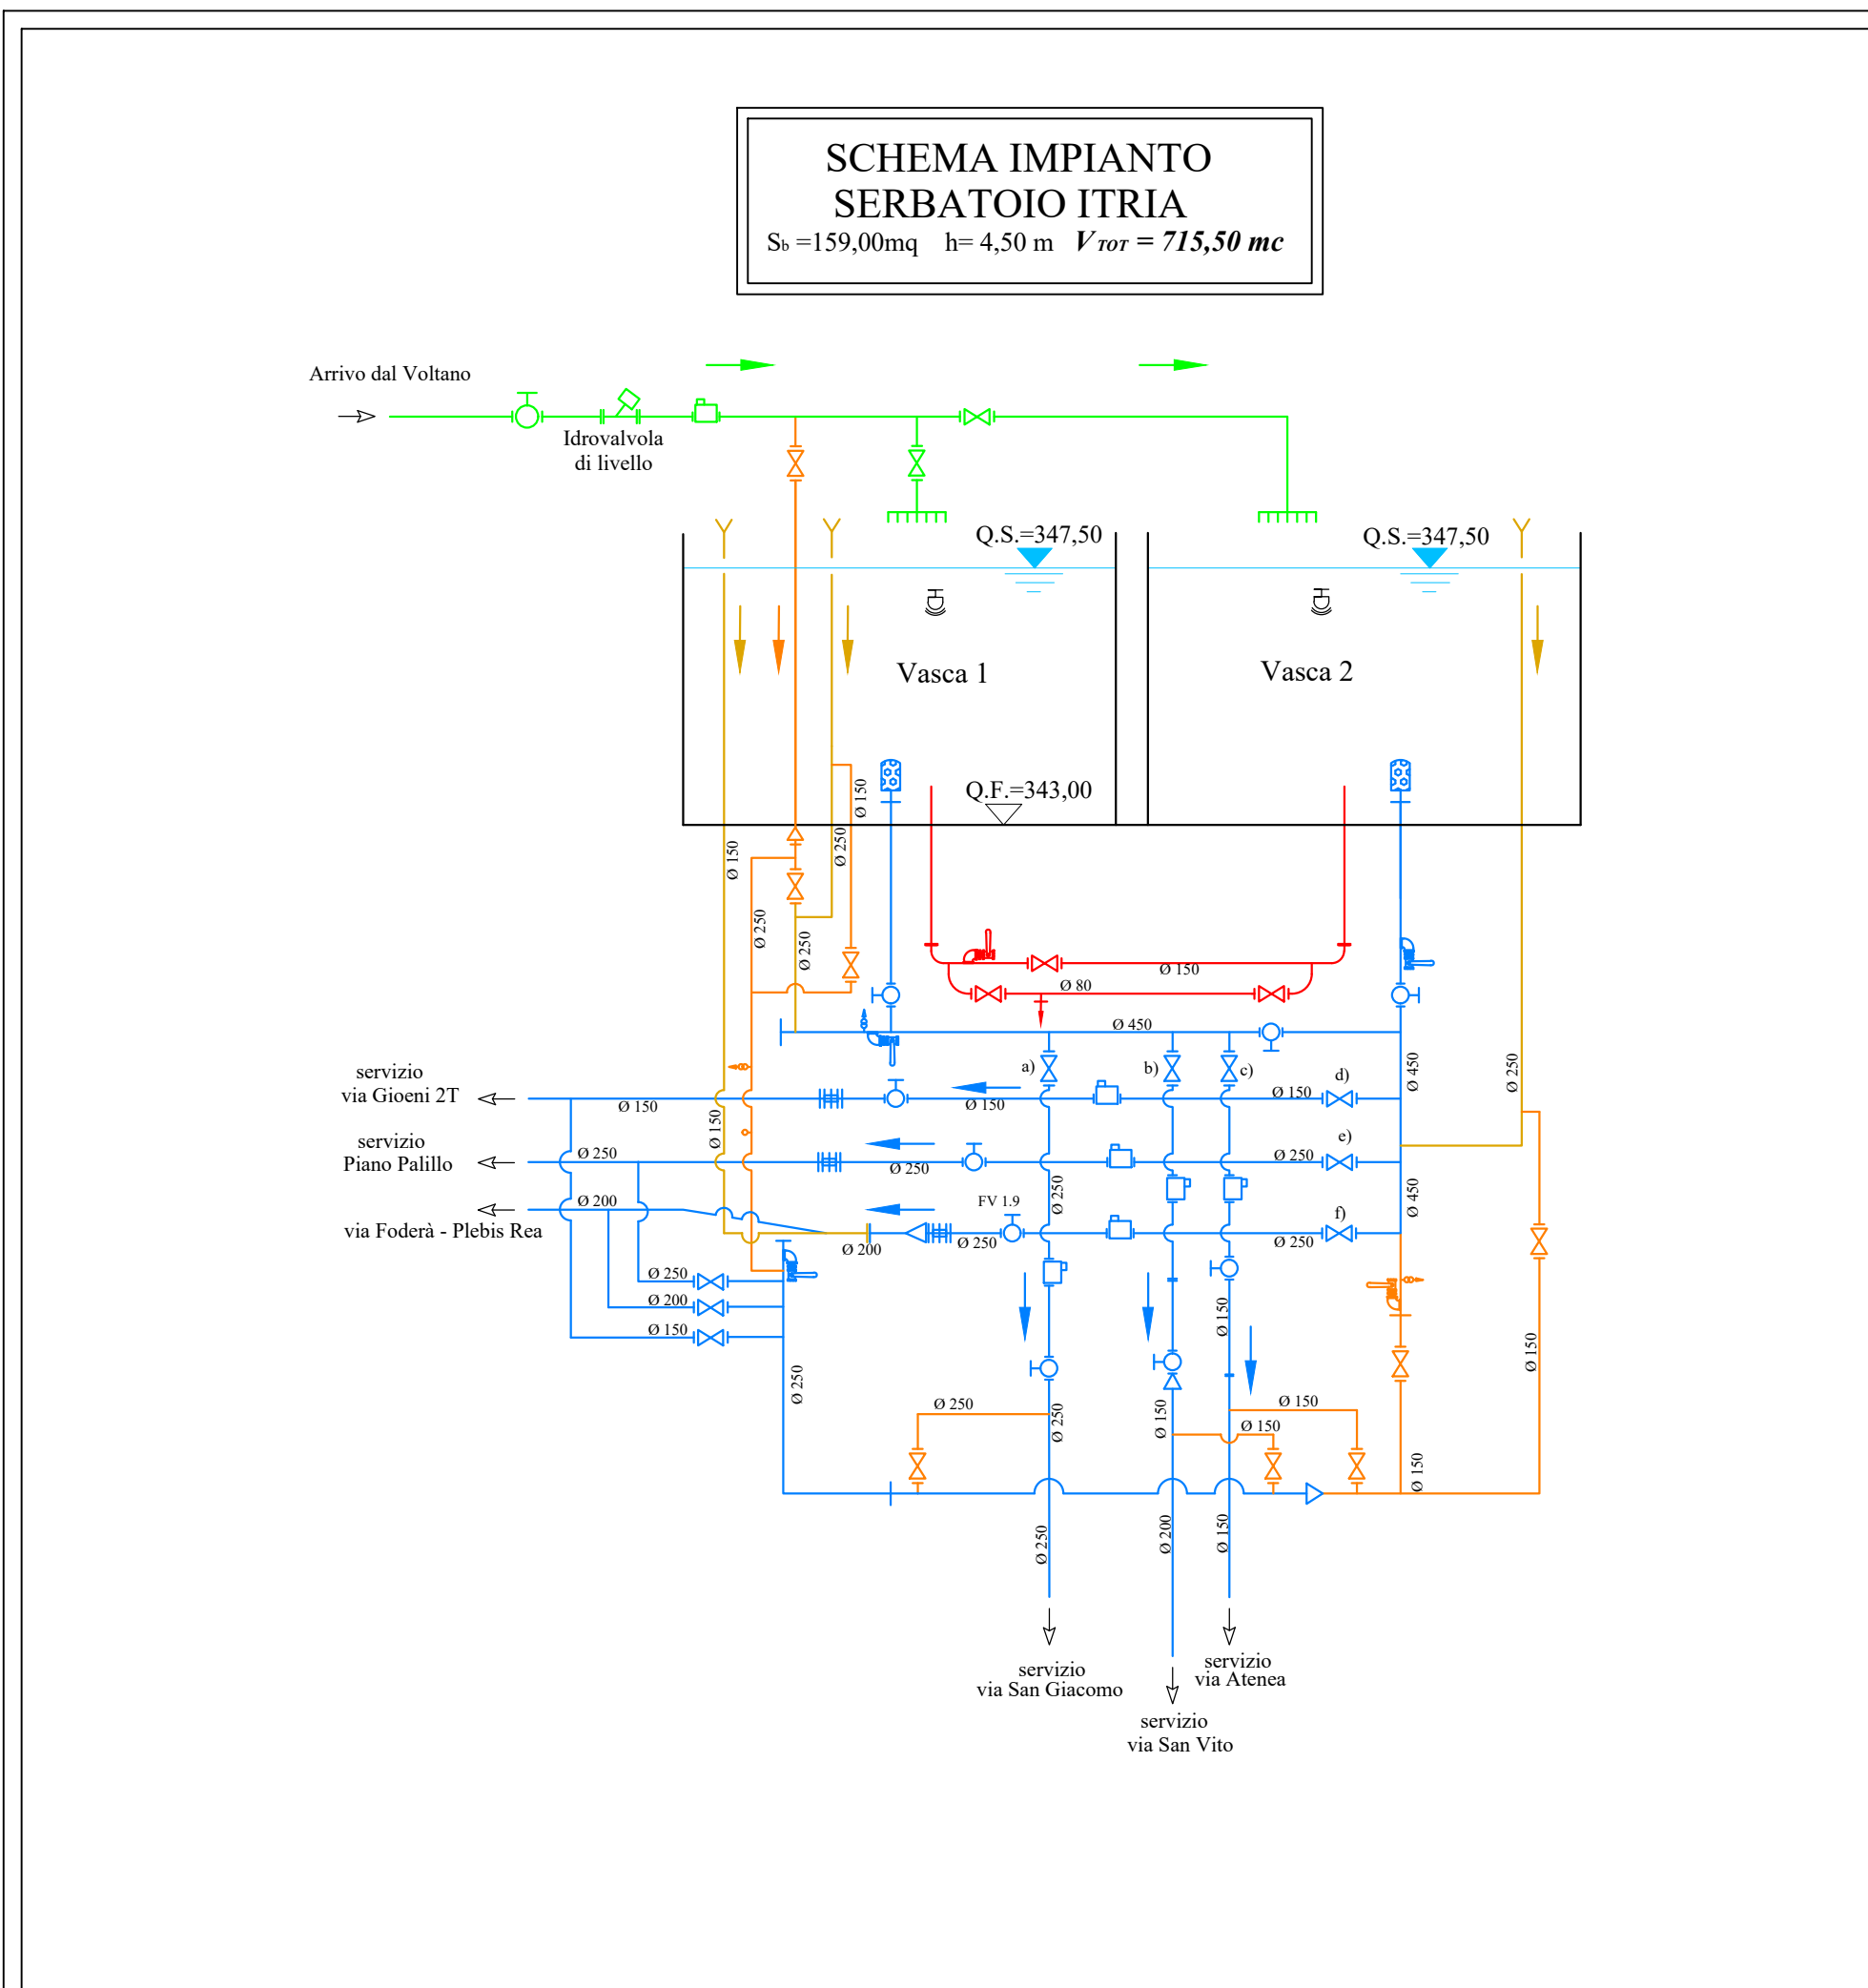 SCHEMA IMPIANTO
SERBATOIO ITRIA
Sb =159,00mq h= 4,50 m VTOT = 715,50 mc
Arrivo dal Voltano
Idrovalvola
di livello
Q.S.=347,50
Q.S.=347,50
Vasca 1
Vasca 2
Q.F.=343,00
Ø 150
Ø 250
Ø 150
Ø 250
Ø 250
Ø 150
Ø 80
Ø 450
a)
b)
c)
d)
Ø 450
Ø 250
servizio
via Gioeni 2T
Ø 150
Ø 150
Ø 150
Ø 150
servizio
Piano Palillo
Ø 250
Ø 250
Ø 250
e)
Ø 250
Ø 450
Ø 200
via Foderà - Plebis Rea
FV 1.9
Ø 200
Ø 250
Ø 250
f)
Ø 250
Ø 200
Ø 150
Ø 250
Ø 150
Ø 150
Ø 250
Ø 250
Ø 150
Ø 150
Ø 150
Ø 150
Ø 250
Ø 200
Ø 150
servizio
via San Giacomo
servizio
via Atenea
servizio
via San Vito